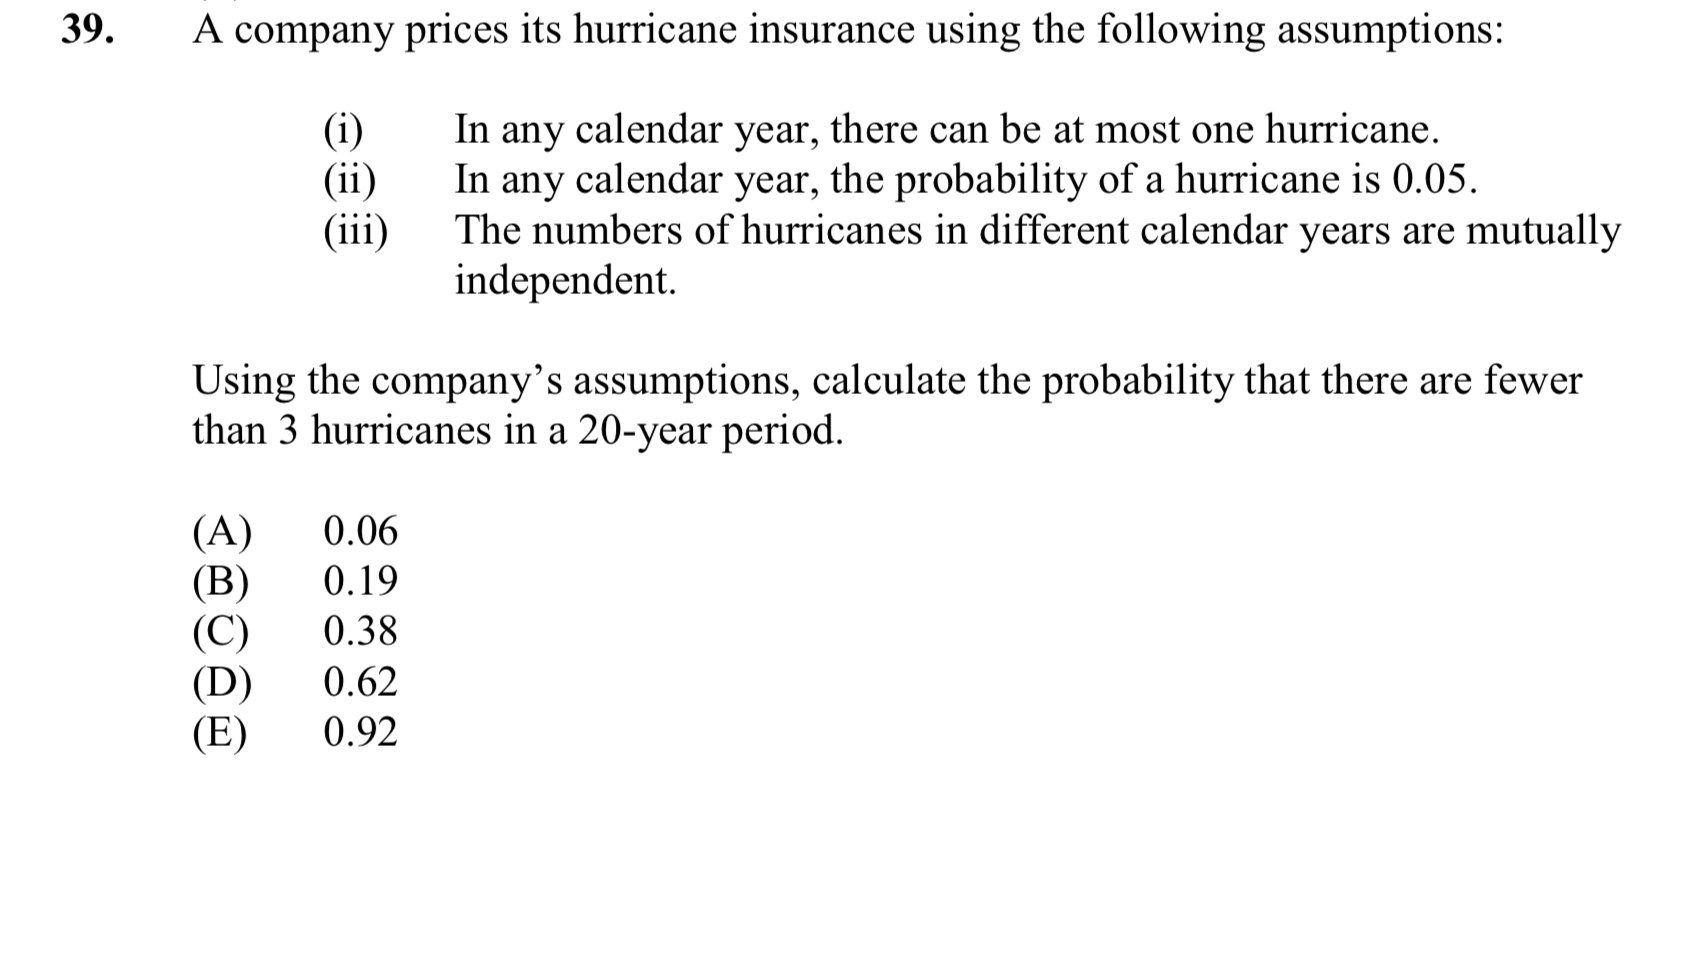 39. A company prices its hurricane insurance using the following assumptions:
(i) In any calendar year, there can be at most one hurricane.
(ii) In any calendar year, the probability of a hurricane is 0.05.
(iii) The numbers of hurricanes in different calendar years are mutually
independent.
Using the company’s assumptions, calculate the probability that there are fewer
than 3 hurricanes in a 20-year period.
(A) 0.06
(B) 0.19
(C) 0.38
(D) 0.62
(E) 0.92